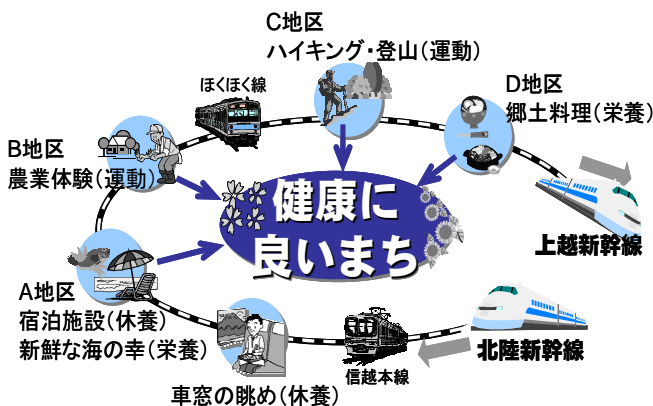 C地区
ハイキング・登山(運動)
ほくほく線
D地区
郷土料理(栄養)
B地区
農業体験(運動)
健康に
良いまち
上越新幹線
A地区
宿泊施設(休養)
新鮮な海の幸(栄養)
車窓の眺め(休養)
信越本線
北陸新幹線